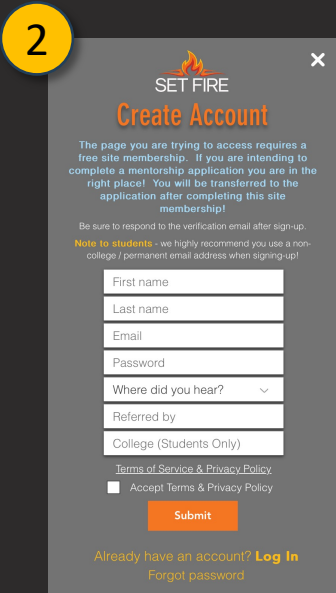 2
SET FIRE
Create Account
The page you are trying to access requires a
free site membership. If you are intending to
complete a mentorship application you are in the
right place! You will be transferred to the
application after completing this site
membership!
Be sure to respond to the verification email after sign-up.
Note to students - we highly recommend you use a non-
college / permanent email address when signing-up!
First name
Last name
Email
Password
Where did you hear?
Referred by
College (Students Only)
Terms of Service & Privacy Policy
Accept Terms & Privacy Policy
Submit
Already have an account? Log In
Forgot password